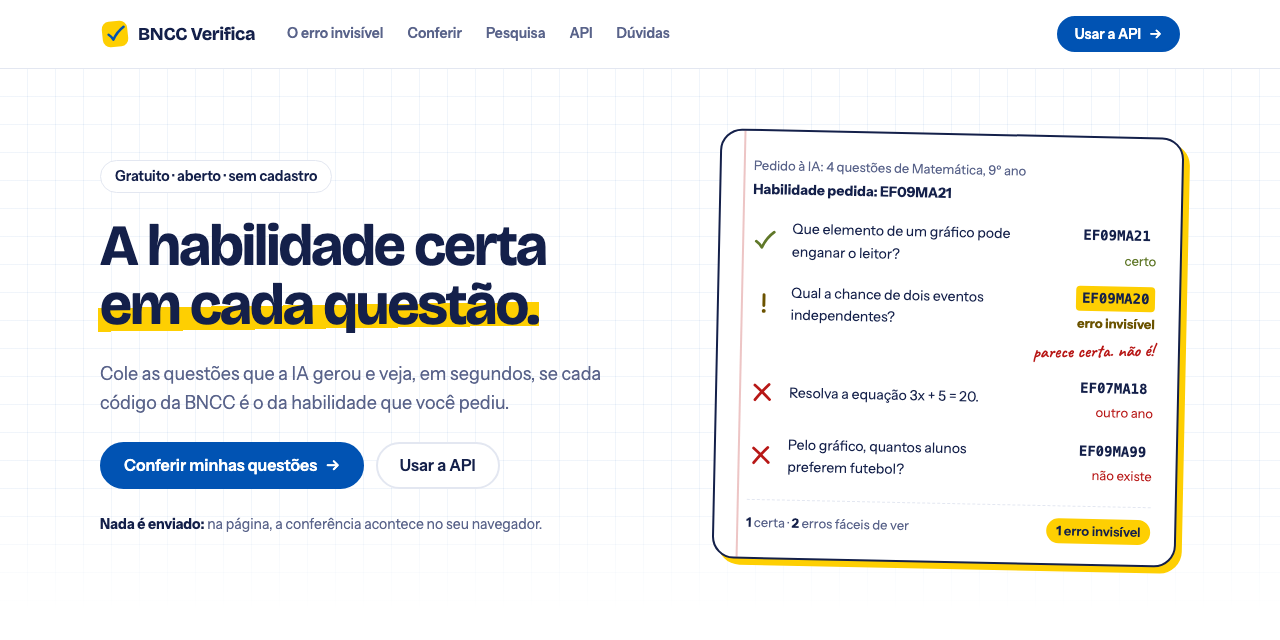 BNCC Verifica
O erro invisível
Conferir
Pesquisa
API
Dúvidas
Usar a API →
Gratuito · aberto · sem cadastro
A habilidade certa
em cada questão.
Cole as questões que a IA gerou e veja, em segundos, se cada
código da BNCC é o da habilidade que você pediu.
Conferir minhas questões →
Usar a API
Nada é enviado: na página, a conferência acontece no seu navegador.
Pedido à IA: 4 questões de Matemática, 9º ano
Habilidade pedida: EF09MA21
Que elemento de um gráfico pode
enganar o leitor?
EF09MA21
certo
Qual a chance de dois eventos
independentes?
EF09MA20
erro invisível
parece certa. não é!
Resolva a equação 3x + 5 = 20.
EF07MA18
outro ano
Pelo gráfico, quantos alunos
preferem futebol?
EF09MA99
não existe
1 certa · 2 erros fáceis de ver
1 erro invisível